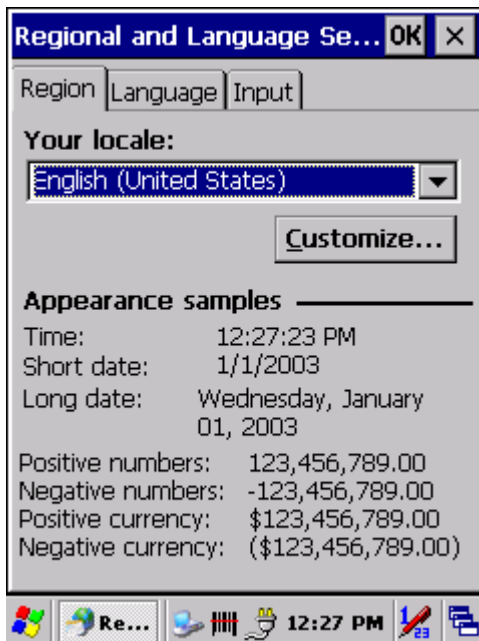 Regional and Language Se... OK ×
Region Language Input
Your locale:
English (United States)
Customize...
Appearance samples
Time: 12:27:23 PM
Short date: 1/1/2003
Long date: Wednesday, January
01, 2003
Positive numbers: 123,456,789.00
Negative numbers: -123,456,789.00
Positive currency: $123,456,789.00
Negative currency: ($123,456,789.00)
Re... 12:27 PM 1 23